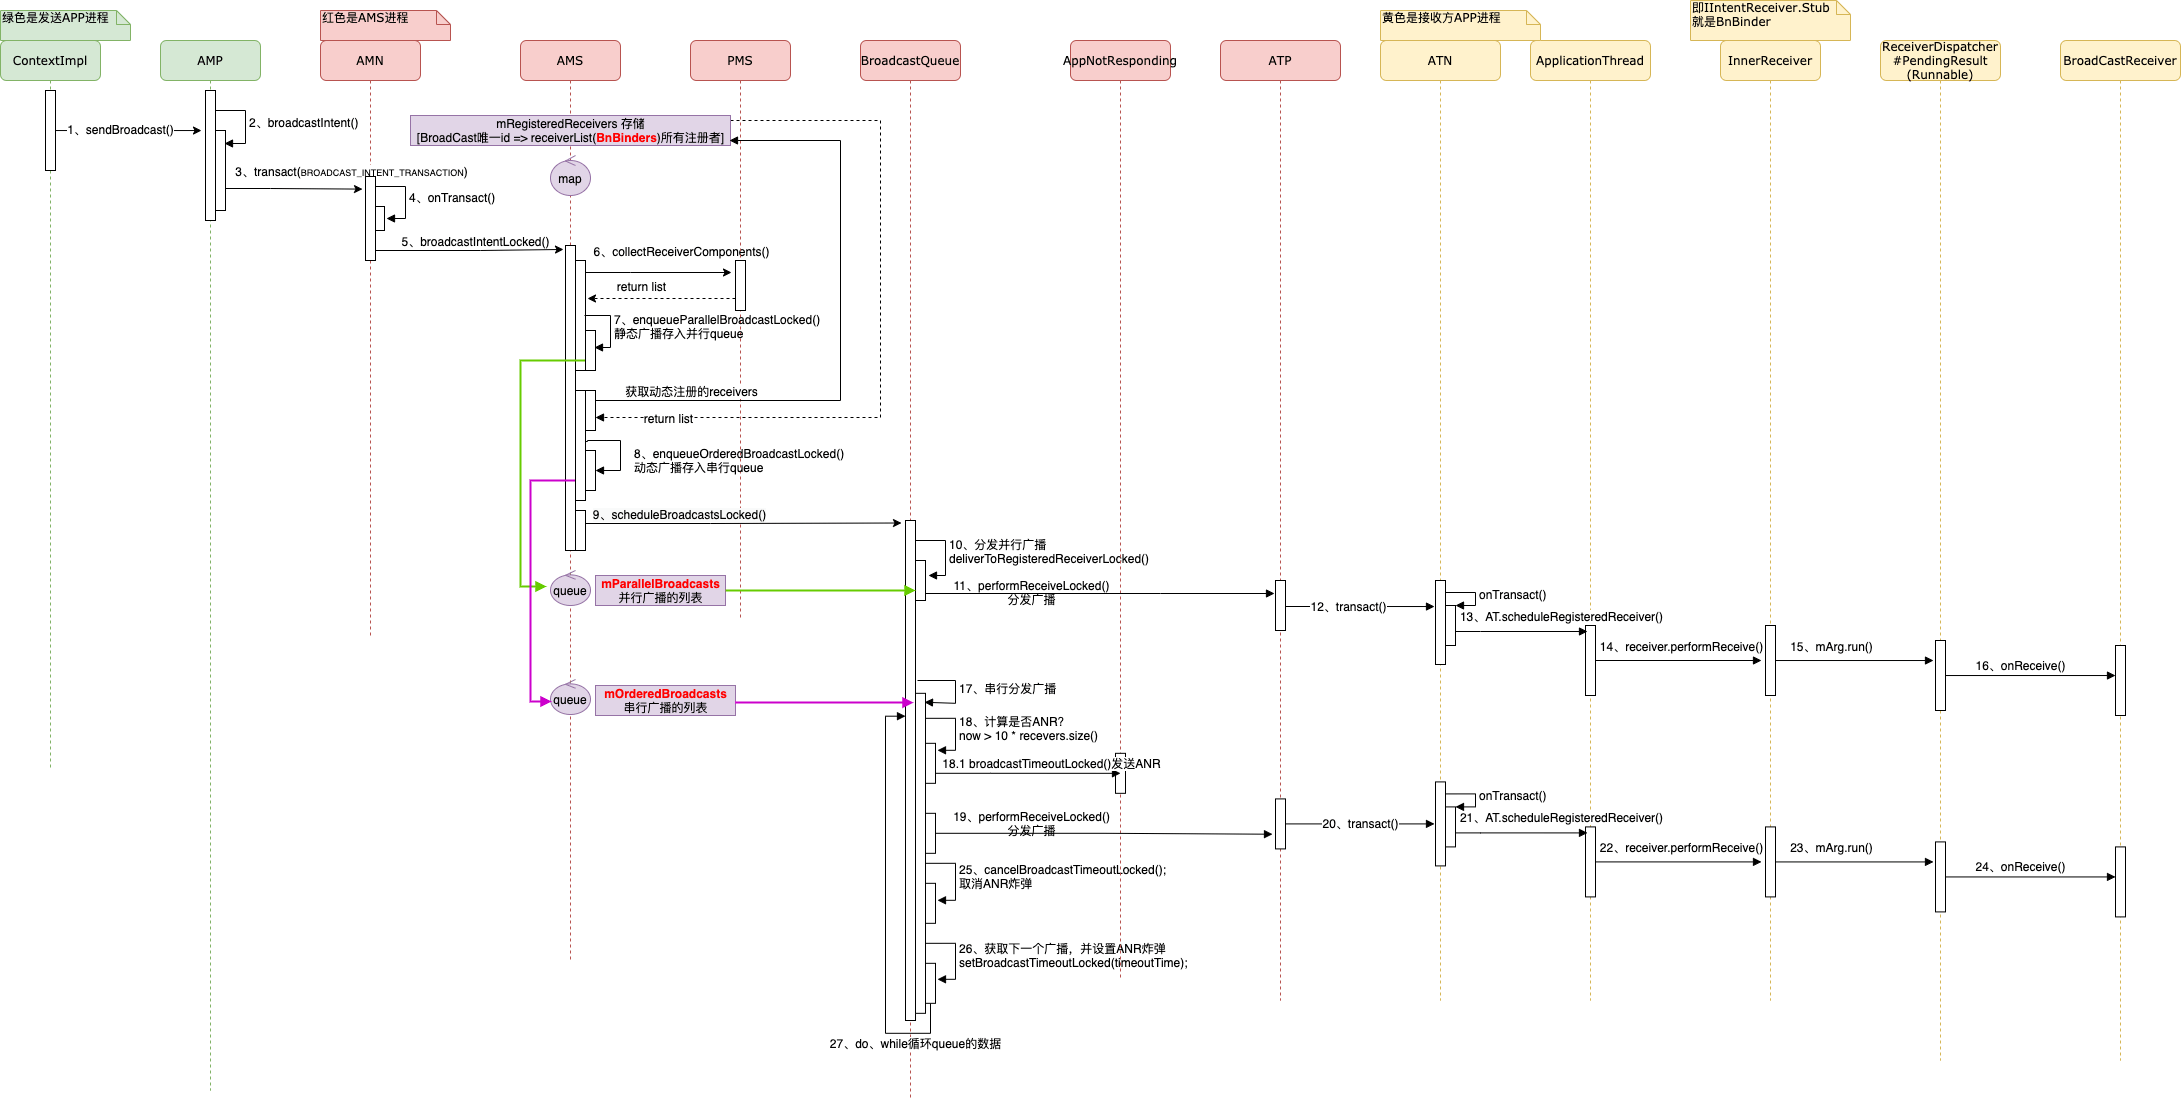 绿色是发送APP进程
红色是AMS进程
黄色是接收方APP进程
即IIntentReceiver.Stub
就是BnBinder
ContextImpl
AMP
AMN
AMS
PMS
BroadcastQueue
AppNotResponding
ATP
ATN
ApplicationThread
InnerReceiver
ReceiverDispatcher
#PendingResult
(Runnable)
BroadCastReceiver
1、sendBroadcast()
2、broadcastIntent()
3、transact(BROADCAST_INTENT_TRANSACTION)
4、onTransact()
5、broadcastIntentLocked()
mRegisteredReceivers 存储
[BroadCast唯一id => receiverList(BnBinders)所有注册者]
map
6、collectReceiverComponents()
return list
7、enqueueParallelBroadcastLocked()
静态广播存入并行queue
获取动态注册的receivers
return list
8、enqueueOrderedBroadcastLocked()
动态广播存入串行queue
9、scheduleBroadcastsLocked()
10、分发并行广播
deliverToRegisteredReceiverLocked()
queue
mParallelBroadcasts
并行广播的列表
11、performReceiveLocked()
分发广播
12、transact()
onTransact()
13、AT.scheduleRegisteredReceiver()
14、receiver.performReceive()
15、mArg.run()
16、onReceive()
queue
mOrderedBroadcasts
串行广播的列表
17、串行分发广播
18、计算是否ANR?
now > 10 * recevers.size()
18.1 broadcastTimeoutLocked()发送ANR
19、performReceiveLocked()
分发广播
20、transact()
onTransact()
21、AT.scheduleRegisteredReceiver()
22、receiver.performReceive()
23、mArg.run()
24、onReceive()
25、cancelBroadcastTimeoutLocked();
取消ANR炸弹
26、获取下一个广播，并设置ANR炸弹
setBroadcastTimeoutLocked(timeoutTime);
27、do、while循环queue的数据